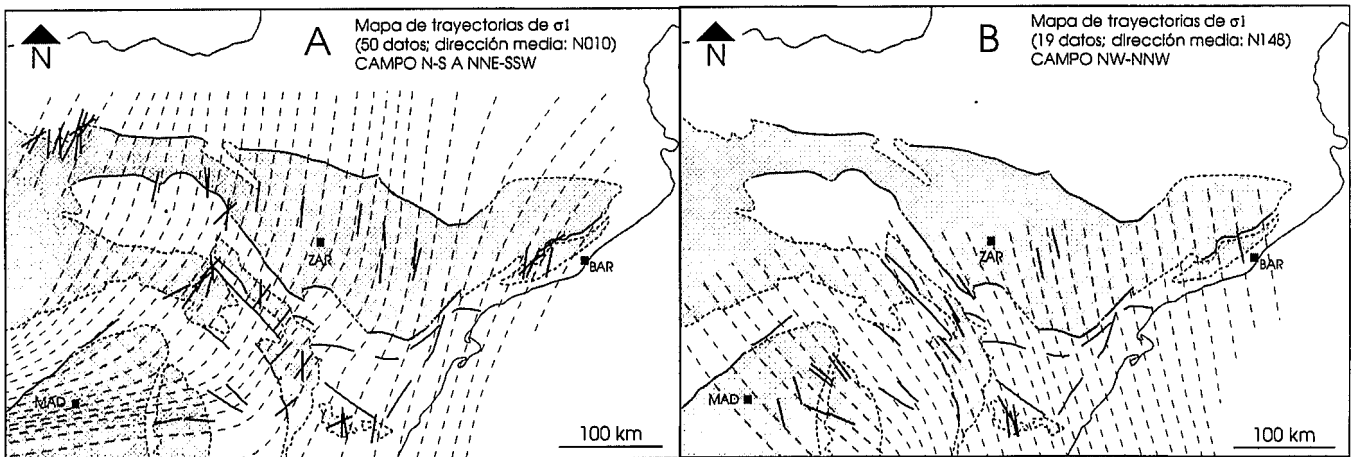 A
Mapa de trayectorias de σ1
(50 datos; dirección media: N010)
CAMPO N-S A NNE-SSW
N
ZAR
BAR
MAD
100 km
B
Mapa de trayectorias de σ1
(19 datos; dirección media: N148)
CAMPO NW-NNW
N
ZAR
BAR
MAD
100 km